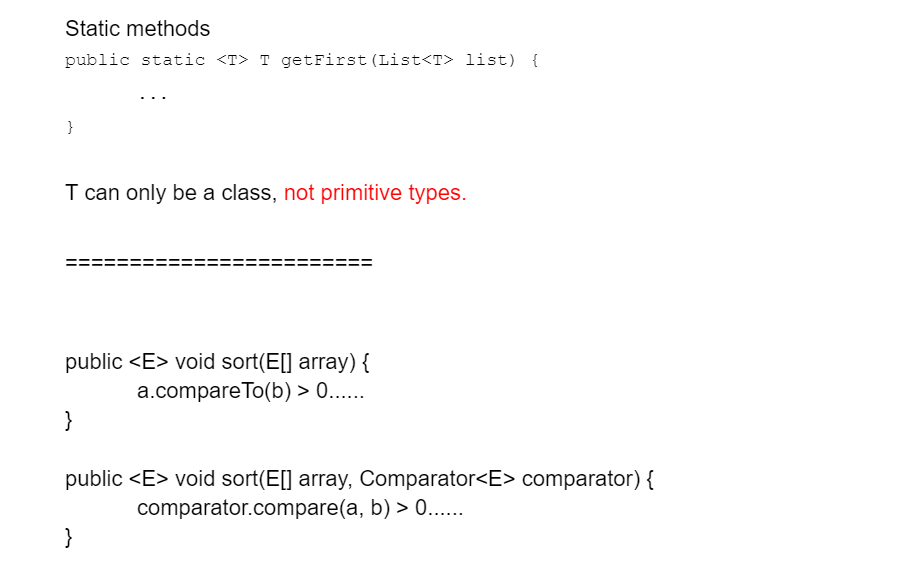 Static methods
public static <T> T getFirst(List<T> list) {
...
}
T can only be a class, not primitive types.
========================
public <E> void sort(E[] array) {
a.compareTo(b) > 0......
}
public <E> void sort(E[] array, Comparator<E> comparator) {
comparator.compare(a, b) > 0......
}